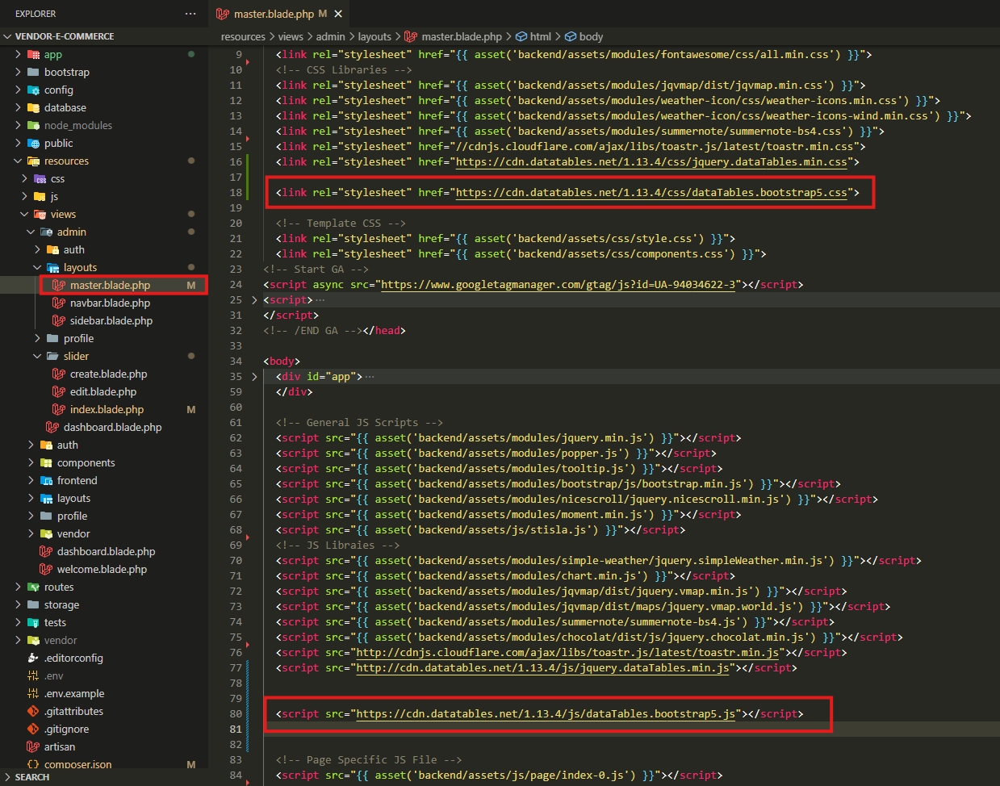 EXPLORER
VENDOR-E-COMMERCE
app
bootstrap
config
database
node_modules
public
resources
css
js
views
admin
auth
layouts
master.blade.php M
navbar.blade.php
sidebar.blade.php
profile
slider
create.blade.php
edit.blade.php
index.blade.php M
dashboard.blade.php
auth
components
frontend
layouts
profile
vendor
dashboard.blade.php
welcome.blade.php
routes
storage
tests
vendor
.editorconfig
.env
.env.example
.gitattributes
.gitignore
artisan
composer.json M
SEARCH
master.blade.php M
resources > views > admin > layouts > master.blade.php > html > body
9 <link rel="stylesheet" href="{{ asset('backend/assets/modules/fontawesome/css/all.min.css') }}">
10 <!-- CSS Libraries -->
11 <link rel="stylesheet" href="{{ asset('backend/assets/modules/jqvmap/dist/jqvmap.min.css') }}">
12 <link rel="stylesheet" href="{{ asset('backend/assets/modules/weather-icon/css/weather-icons.min.css') }}">
13 <link rel="stylesheet" href="{{ asset('backend/assets/modules/weather-icon/css/weather-icons-wind.min.css') }}">
14 <link rel="stylesheet" href="{{ asset('backend/assets/modules/summernote/summernote-bs4.css') }}">
15 <link rel="stylesheet" href="//cdnjs.cloudflare.com/ajax/libs/toastr.js/latest/toastr.min.css">
16 <link rel="stylesheet" href="https://cdn.datatables.net/1.13.4/css/jquery.dataTables.min.css">
17
18 <link rel="stylesheet" href="https://cdn.datatables.net/1.13.4/css/dataTables.bootstrap5.css">
19
20 <!-- Template CSS -->
21 <link rel="stylesheet" href="{{ asset('backend/assets/css/style.css') }}">
22 <link rel="stylesheet" href="{{ asset('backend/assets/css/components.css') }}">
23 <!-- Start GA -->
24 <script async src="https://www.googletagmanager.com/gtag/js?id=UA-94034622-3"></script>
25 <script>···
31 </script>
32 <!-- /END GA --></head>
33
34 <body>
35 <div id="app">···
59 </div>
60
61 <!-- General JS Scripts -->
62 <script src="{{ asset('backend/assets/modules/jquery.min.js') }}"></script>
63 <script src="{{ asset('backend/assets/modules/popper.js') }}"></script>
64 <script src="{{ asset('backend/assets/modules/tooltip.js') }}"></script>
65 <script src="{{ asset('backend/assets/modules/bootstrap/js/bootstrap.min.js') }}"></script>
66 <script src="{{ asset('backend/assets/modules/nicescroll/jquery.nicescroll.min.js') }}"></script>
67 <script src="{{ asset('backend/assets/modules/moment.min.js') }}"></script>
68 <script src="{{ asset('backend/assets/js/stisla.js') }}"></script>
69 <!-- JS Libraies -->
70 <script src="{{ asset('backend/assets/modules/simple-weather/jquery.simpleWeather.min.js') }}"></script>
71 <script src="{{ asset('backend/assets/modules/chart.min.js') }}"></script>
72 <script src="{{ asset('backend/assets/modules/jqvmap/dist/jquery.vmap.min.js') }}"></script>
73 <script src="{{ asset('backend/assets/modules/jqvmap/dist/maps/jquery.vmap.world.js') }}"></script>
74 <script src="{{ asset('backend/assets/modules/summernote/summernote-bs4.js') }}"></script>
75 <script src="{{ asset('backend/assets/modules/chocolat/dist/js/jquery.chocolat.min.js') }}"></script>
76 <script src="http://cdnjs.cloudflare.com/ajax/libs/toastr.js/latest/toastr.min.js"></script>
77 <script src="http://cdn.datatables.net/1.13.4/js/jquery.dataTables.min.js"></script>
78
79
80 <script src="https://cdn.datatables.net/1.13.4/js/dataTables.bootstrap5.js"></script>
81
82
83 <!-- Page Specific JS File -->
84 <script src="{{ asset('backend/assets/js/page/index-0.js') }}"></script>